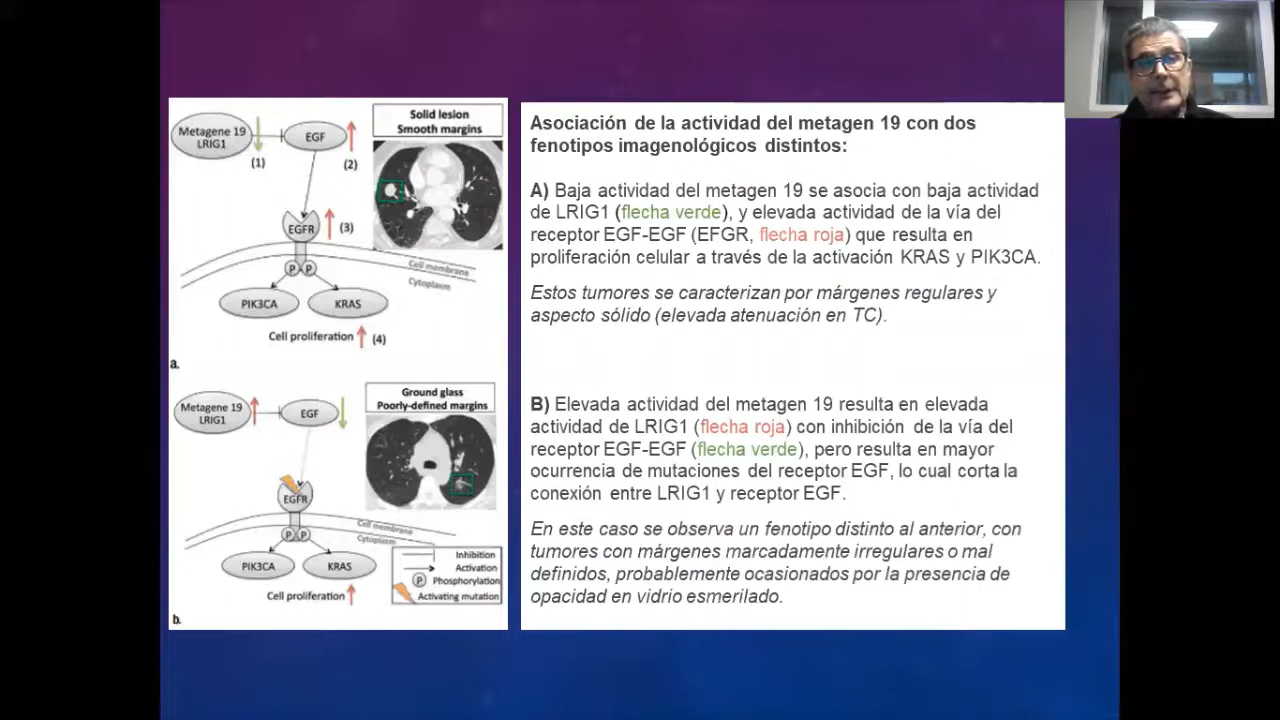 Metagene 19
LRIG1
(1)
EGF
(2)
Solid lesion
Smooth margins
EGFR
(3)
P P
Cell membrane
Cytoplasm
PIK3CA
KRAS
Cell proliferation
(4)
a.
Metagene 19
LRIG1
EGF
Ground glass
Poorly-defined margins
EGFR
P P
Cell membrane
Cytoplasm
PIK3CA
KRAS
Cell proliferation
Inhibition
Activation
P Phosphorylation
Activating mutation
b.
Asociación de la actividad del metagen 19 con dos
fenotipos imagenológicos distintos:
A) Baja actividad del metagen 19 se asocia con baja actividad
de LRIG1 (flecha verde), y elevada actividad de la vía del
receptor EGF-EGF (EFGR, flecha roja) que resulta en
proliferación celular a través de la activación KRAS y PIK3CA.
Estos tumores se caracterizan por márgenes regulares y
aspecto sólido (elevada atenuación en TC).
B) Elevada actividad del metagen 19 resulta en elevada
actividad de LRIG1 (flecha roja) con inhibición de la vía del
receptor EGF-EGF (flecha verde), pero resulta en mayor
ocurrencia de mutaciones del receptor EGF, lo cual corta la
conexión entre LRIG1 y receptor EGF.
En este caso se observa un fenotipo distinto al anterior, con
tumores con márgenes marcadamente irregulares o mal
definidos, probablemente ocasionados por la presencia de
opacidad en vidrio esmerilado.